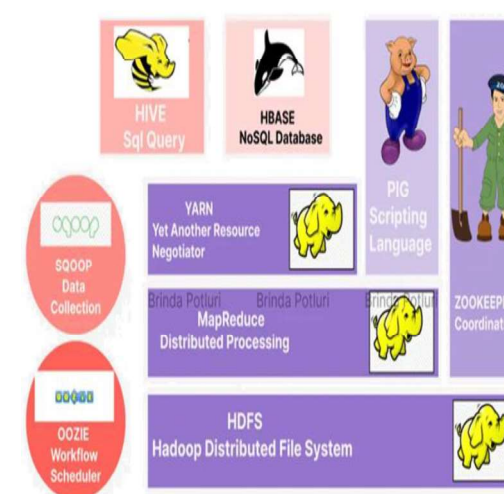 HIVE
Sql Query
HBASE
NoSQL Database
PIG
Scripting
Language
YARN
Yet Another Resource
Negotiator
SQOOP
Data
Collection
Brinda Potluri Brinda Potluri Brinda Potluri
MapReduce
Distributed Processing
ZOOKEEP
Coordinat
OOZIE
Workflow
Scheduler
HDFS
Hadoop Distributed File System